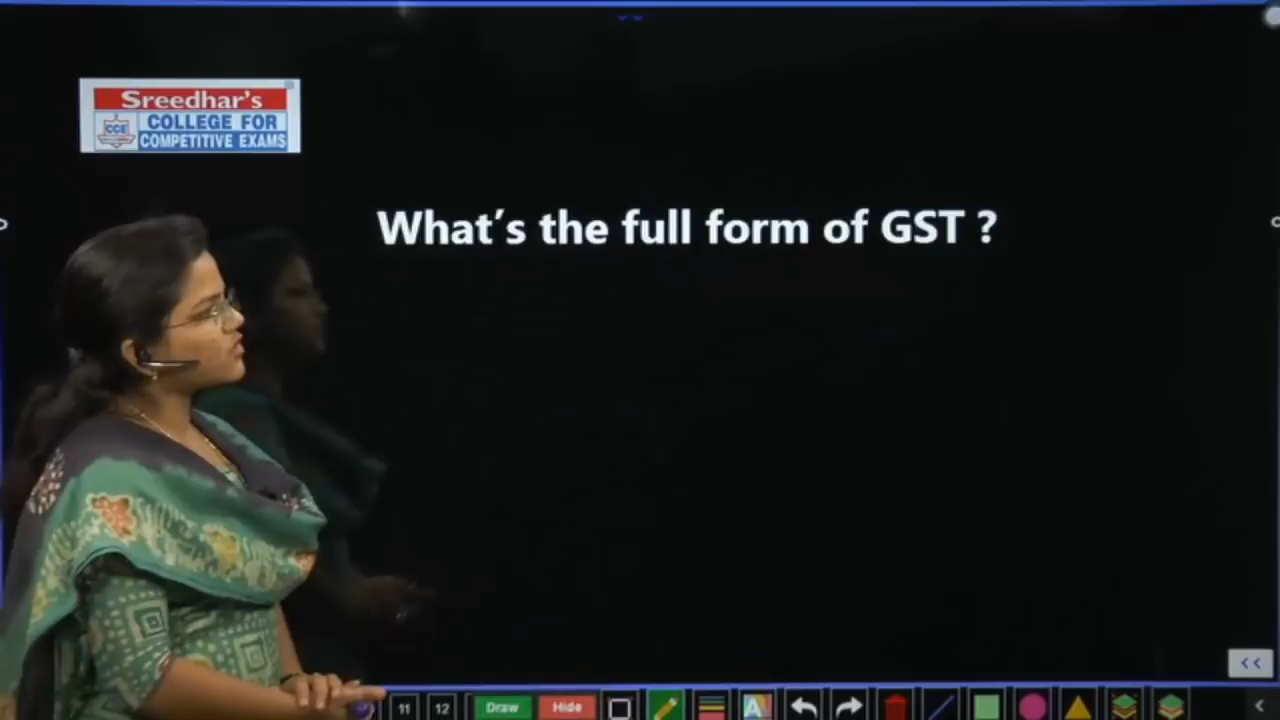 Sreedhar's
CCE
COLLEGE FOR
COMPETITIVE EXAMS
What's the full form of GST ?
11
12
Draw
Hide
A
<<
<